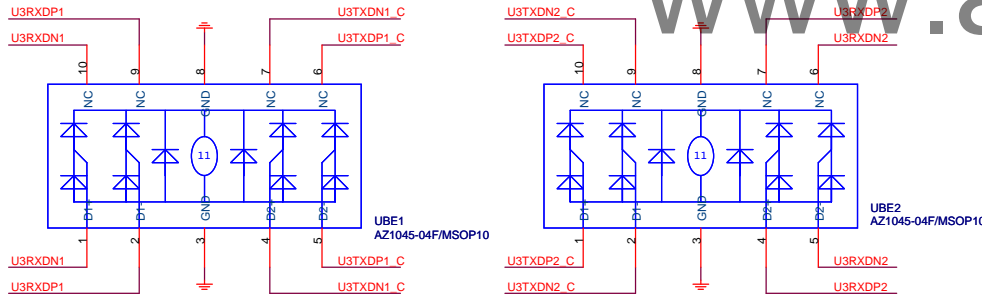 U3RXDP1 U3TXDN1_C U3TXDN2_C U3RXDP2
U3RXDN1 U3TXDP1_C U3TXDP2_C U3RXDN2
10 9 8 7 6 10 9 8 7 6
NC NC GND NC NC NC NC GND NC NC
11 11
D1+ D1- GND D2+ D2- D1+ D1- GND D2+ D2-
UBE1 UBE2
AZ1045-04F/MSOP10 AZ1045-04F/MSOP10
1 2 3 4 5 1 2 3 4 5
U3RXDN1 U3TXDP1_C U3TXDP2_C U3RXDN2
U3RXDP1 U3TXDN1_C U3TXDN2_C U3RXDP2
www.